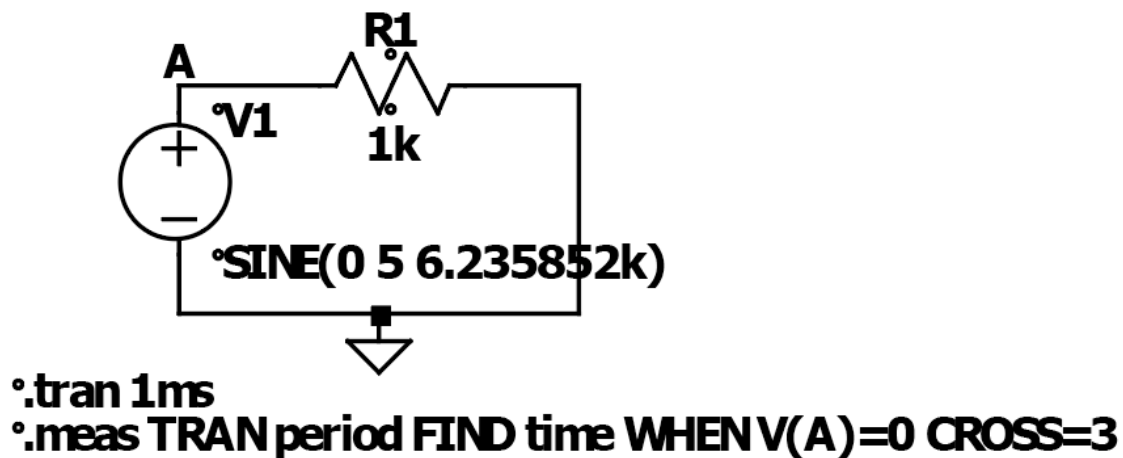 R1
A
V1
1k
SINE(0 5 6.235852k)
.tran 1ms
.meas TRAN period FIND time WHEN V(A)=0 CROSS=3